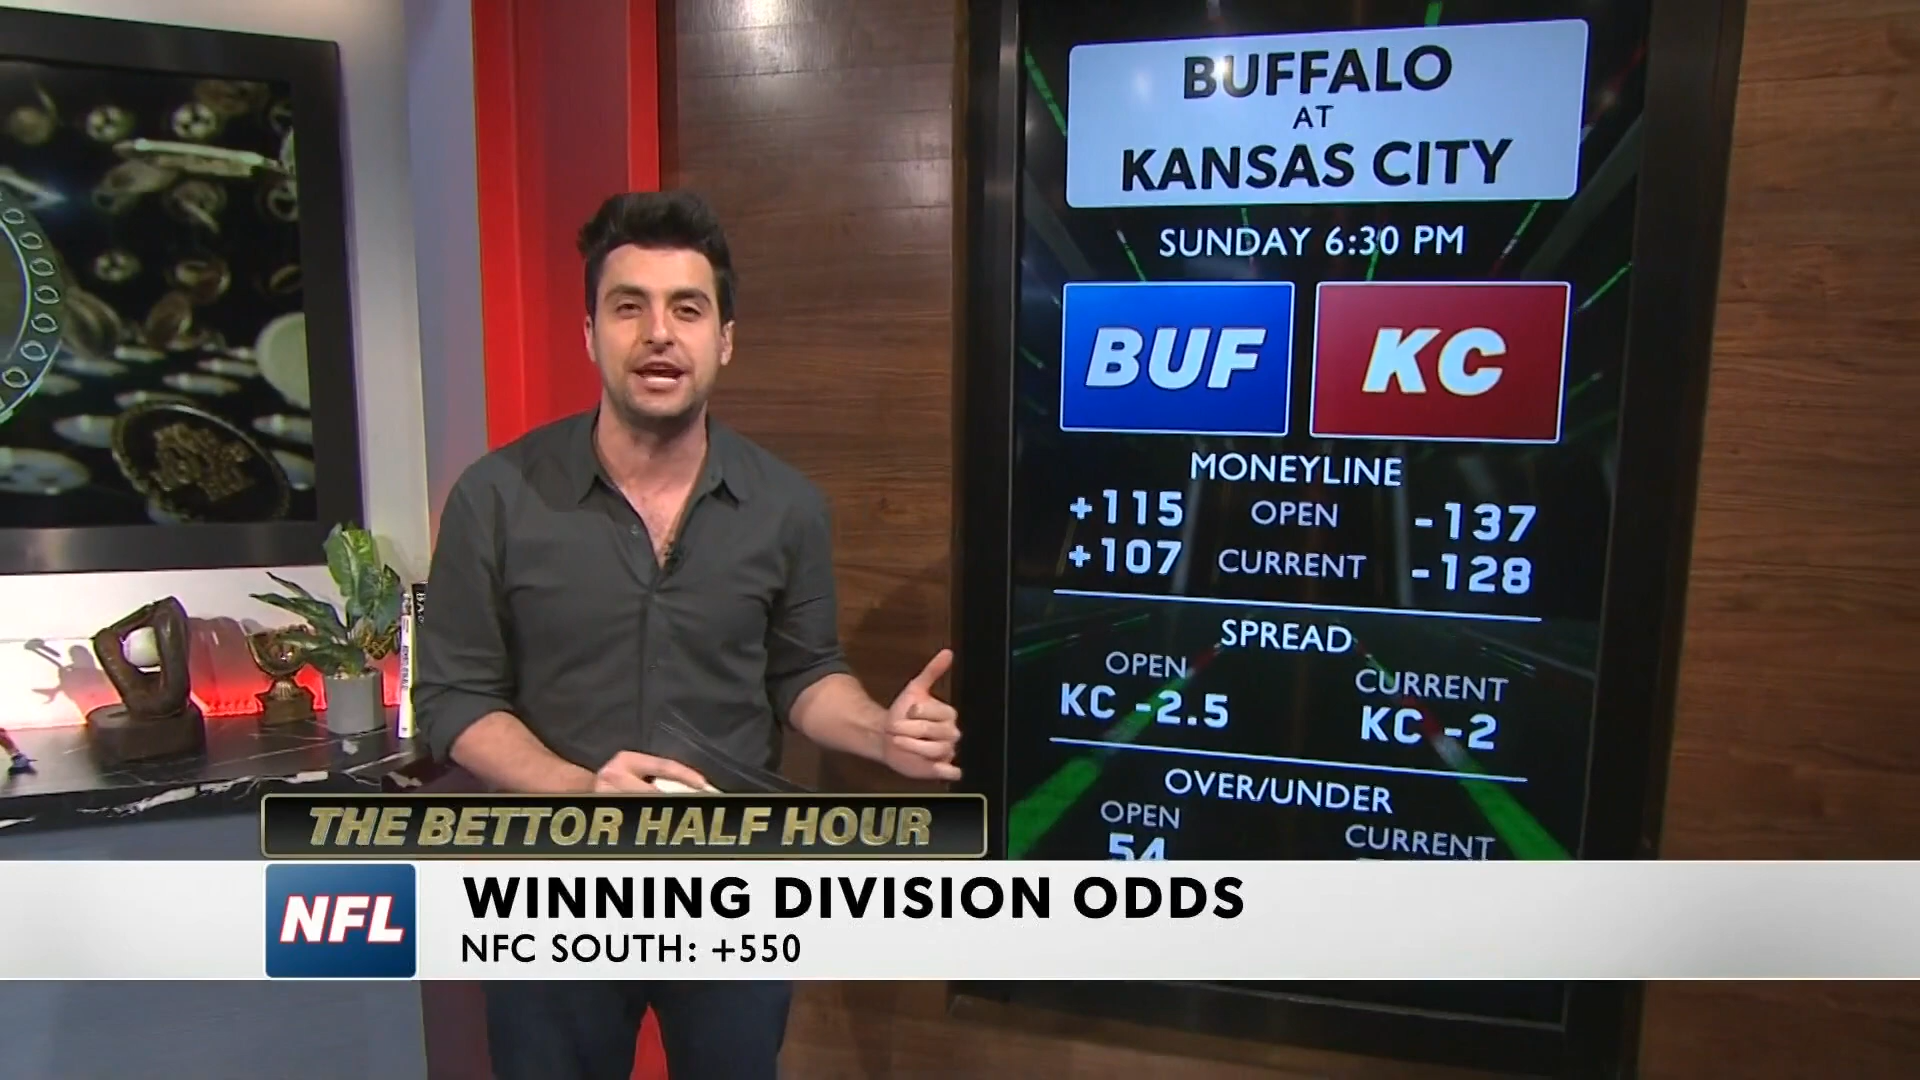 BUFFALO
AT
KANSAS CITY
SUNDAY 6:30 PM
BUF KC
MONEYLINE
+115 OPEN -137
+107 CURRENT -128
SPREAD
OPEN CURRENT
KC -2.5 KC -2
OVER/UNDER
OPEN CURRENT
54
THE BETTOR HALF HOUR
NFL
WINNING DIVISION ODDS
NFC SOUTH: +550